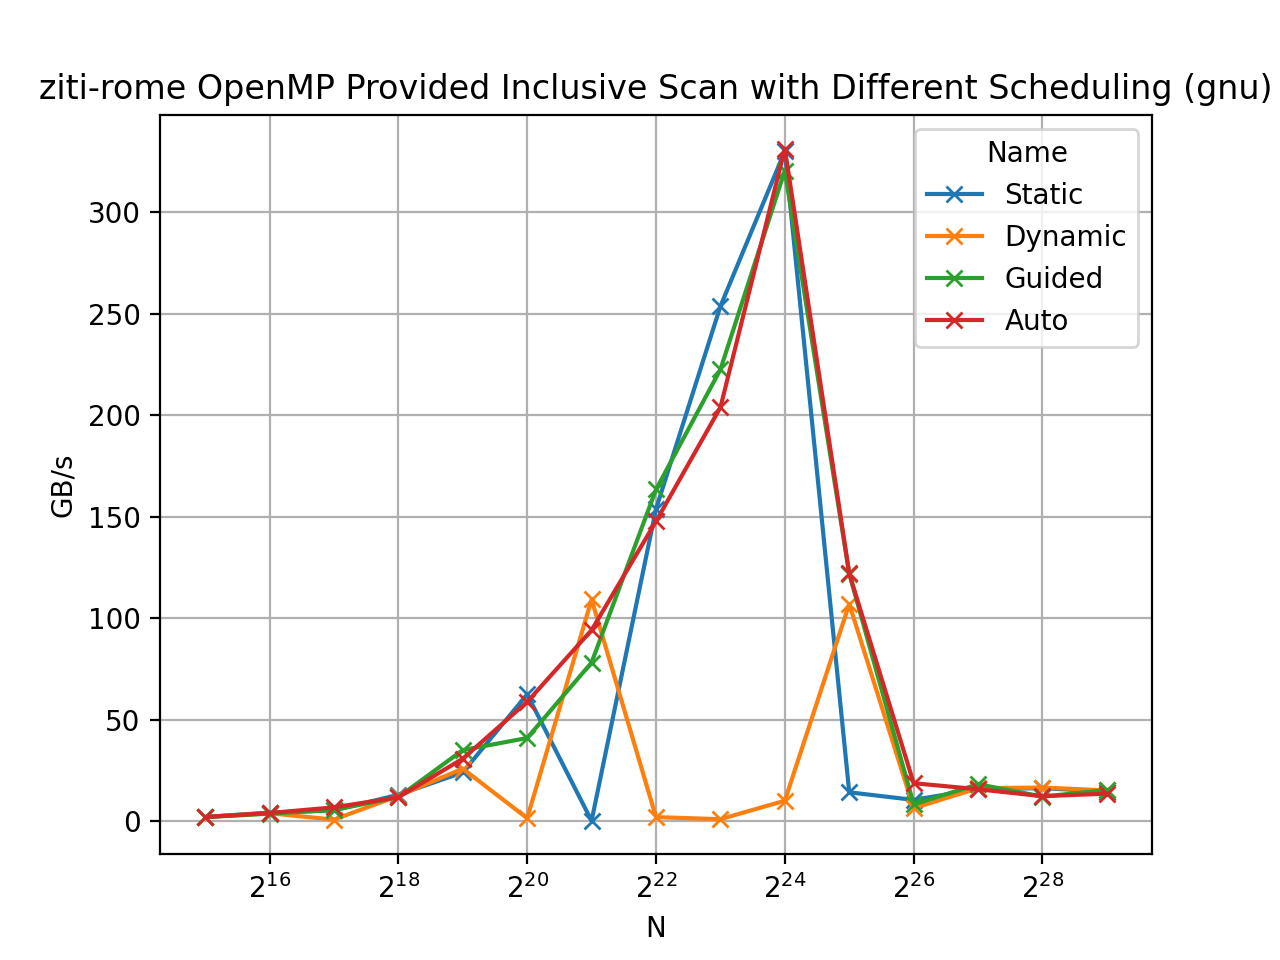 ziti-rome OpenMP Provided Inclusive Scan with Different Scheduling (gnu)
Name
Static
Dynamic
Guided
Auto
GB/s
300
250
200
150
100
50
0
2^16 2^18 2^20 2^22 2^24 2^26 2^28
N